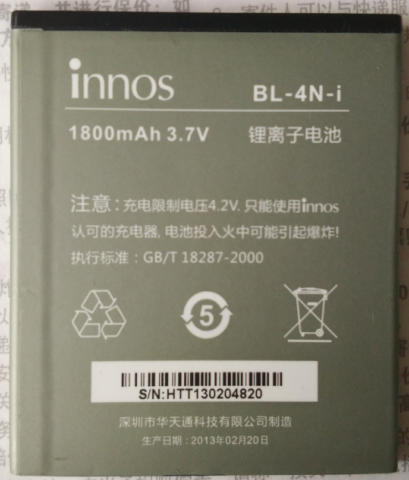 innos
BL-4N-i
1800mAh 3.7V
锂离子电池
注意: 充电限制电压4.2V. 只能使用innos
认可的充电器, 电池投入火中可能引起爆炸!
执行标准: GB/T 18287-2000
5
S/N:HTT130204820
深圳市华天通科技有限公司制造
生产日期: 2013年02月20日